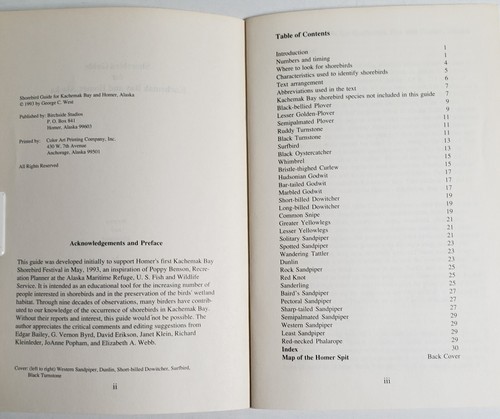 Shorebird Guide for Kachemak Bay and Homer, Alaska
© 1993 by George C. West
Published by: Birchside Studios
P. O. Box 841
Homer, Alaska 99603
Printed by: Color Art Printing Company, Inc.
430 W. 7th Avenue
Anchorage, Alaska 99501
All Rights Reserved
Acknowledgements and Preface
This guide was developed initially to support Homer's first Kachemak Bay
Shorebird Festival in May, 1993, an inspiration of Poppy Benson, Recre-
ation Planner at the Alaska Maritime Refuge, U. S. Fish and Wildlife
Service. It is intended as an educational tool for the increasing number of
people interested in shorebirds and in the preservation of the birds' wetland
habitat. Through nine decades of observations, many birders have contribut-
ed to our knowledge of the occurrence of shorebirds in Kachemak Bay.
Without their reports and interest, this guide would not be possible. The
author appreciates the critical comments and editing suggestions from
Edgar Bailey, G. Vernon Byrd, David Erikson, Janet Klein, Richard
Kleinleder, JoAnne Popham, and Elizabeth A. Webb.
Cover: (left to right) Western Sandpiper, Dunlin, Short-billed Dowitcher, Surfbird,
Black Turnstone
ii
Table of Contents
Introduction 1
Numbers and timing 1
Where to look for shorebirds 4
Characteristics used to identify shorebirds 5
Text arrangement 6
Abbreviations used in the text 7
Kachemak Bay shorebird species not included in this guide 7
Black-bellied Plover 9
Lesser Golden-Plover 9
Semipalmated Plover 11
Ruddy Turnstone 11
Black Turnstone 11
Surfbird 13
Black Oystercatcher 13
Whimbrel 15
Bristle-thighed Curlew 15
Hudsonian Godwit 17
Bar-tailed Godwit 17
Marbled Godwit 17
Short-billed Dowitcher 19
Long-billed Dowitcher 19
Common Snipe 19
Greater Yellowlegs 21
Lesser Yellowlegs 21
Solitary Sandpiper 21
Spotted Sandpiper 23
Wandering Tattler 23
Dunlin 23
Rock Sandpiper 25
Red Knot 25
Sanderling 25
Baird's Sandpiper 27
Pectoral Sandpiper 27
Sharp-tailed Sandpiper 27
Semipalmated Sandpiper 29
Western Sandpiper 29
Least Sandpiper 29
Red-necked Phalarope 29
Index 30
Map of the Homer Spit Back Cover
iii